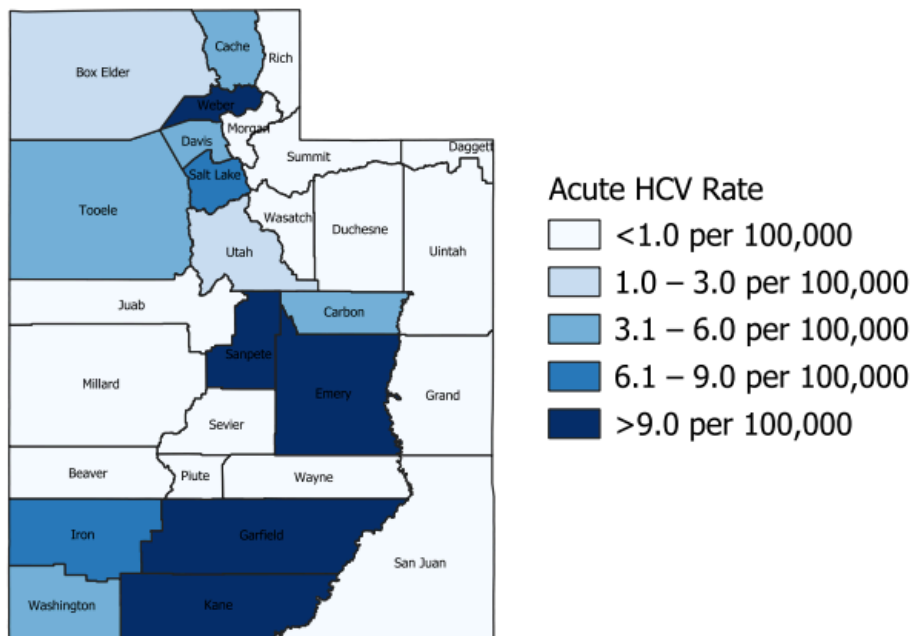 Cache
Rich
Box Elder
Weber
Morgan
Davis
Daggett
Summit
Salt Lake
Tooele
Wasatch
Duchesne
Uintah
Utah
Juab
Carbon
Sanpete
Millard
Emery
Grand
Sevier
Beaver
Piute
Wayne
Iron
Garfield
San Juan
Washington
Kane
Acute HCV Rate
<1.0 per 100,000
1.0 – 3.0 per 100,000
3.1 – 6.0 per 100,000
6.1 – 9.0 per 100,000
>9.0 per 100,000